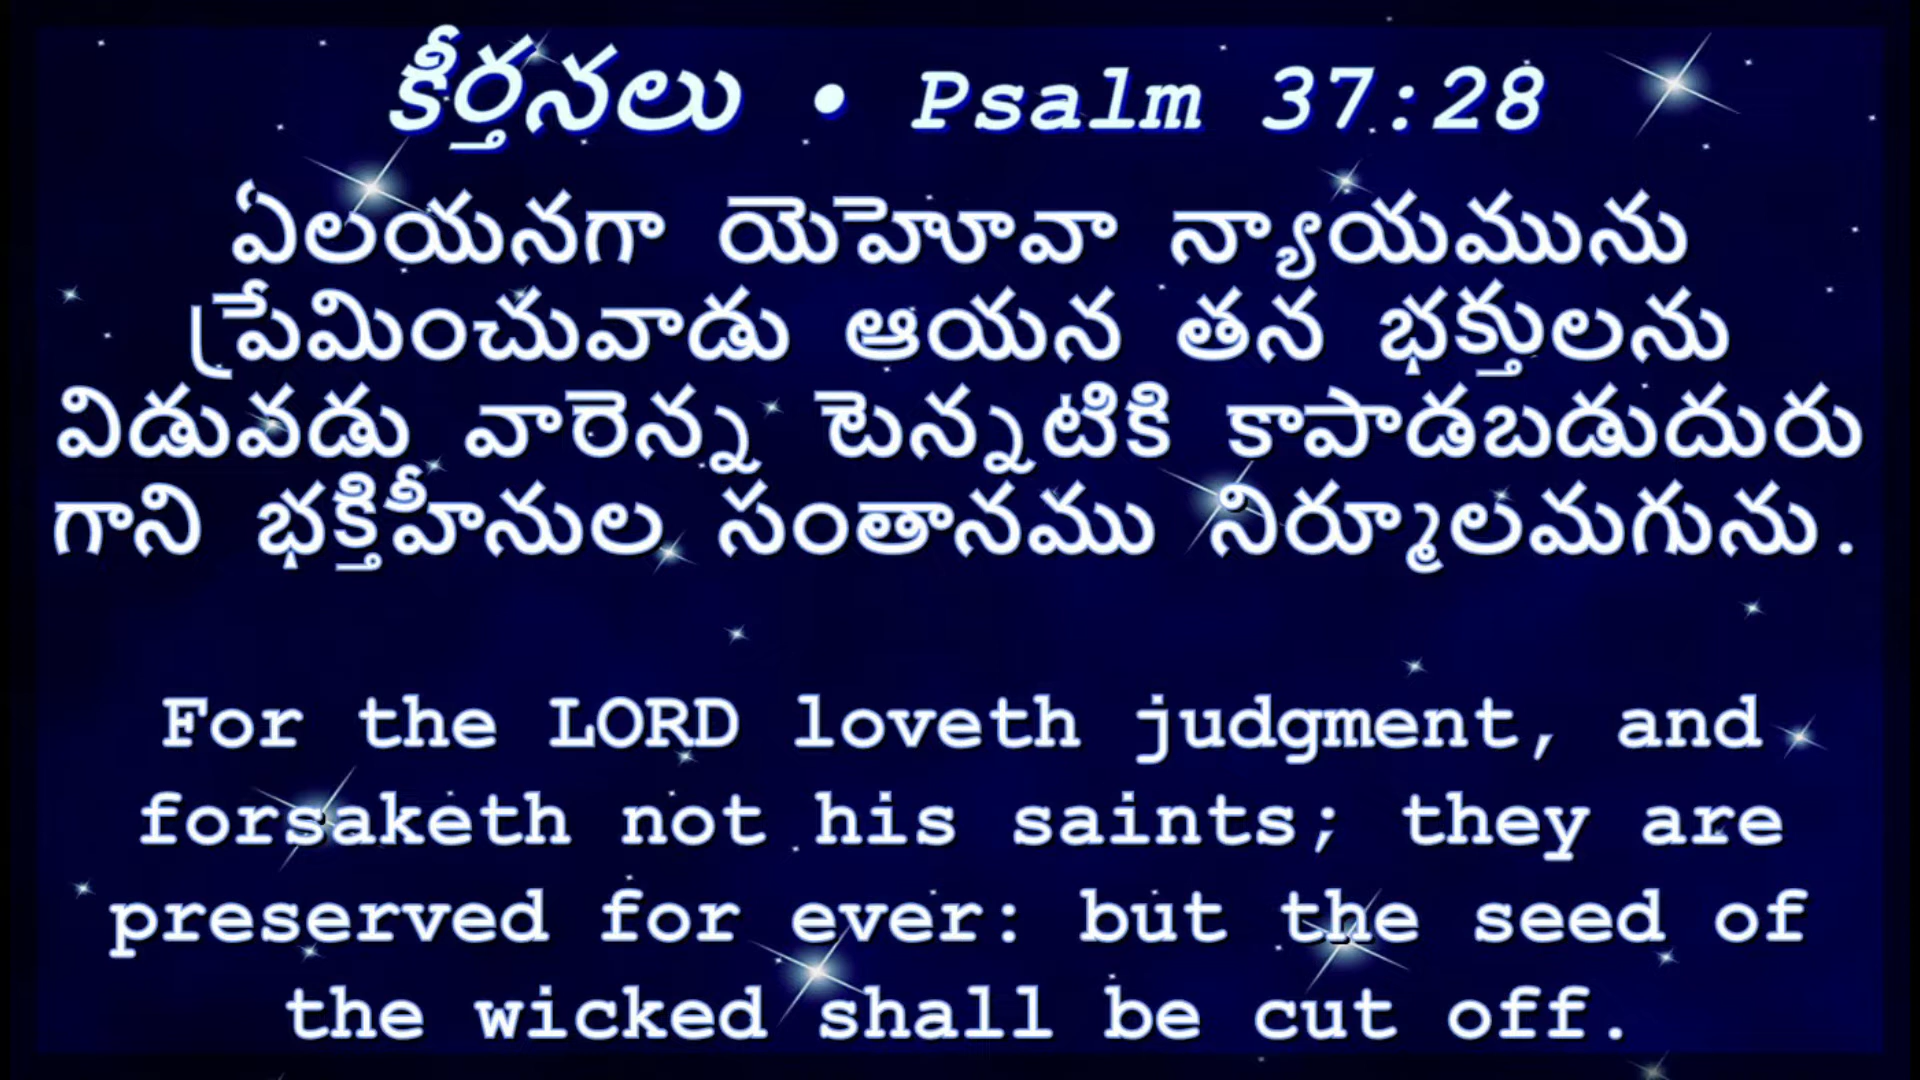 కీర్తనలు • Psalm 37:28
ఏలయనగా యెహెూవా న్యాయమును
ప్రేమించువాడు ఆయన తన భక్తులను
విడువడు వారెన్న టెన్నటికి కాపాడబడుదురు
గాని భక్తిహీనుల సంతానము నిర్మూలమగును.
For the LORD loveth judgment, and
forsaketh not his saints; they are
preserved for ever: but the seed of
the wicked shall be cut off.